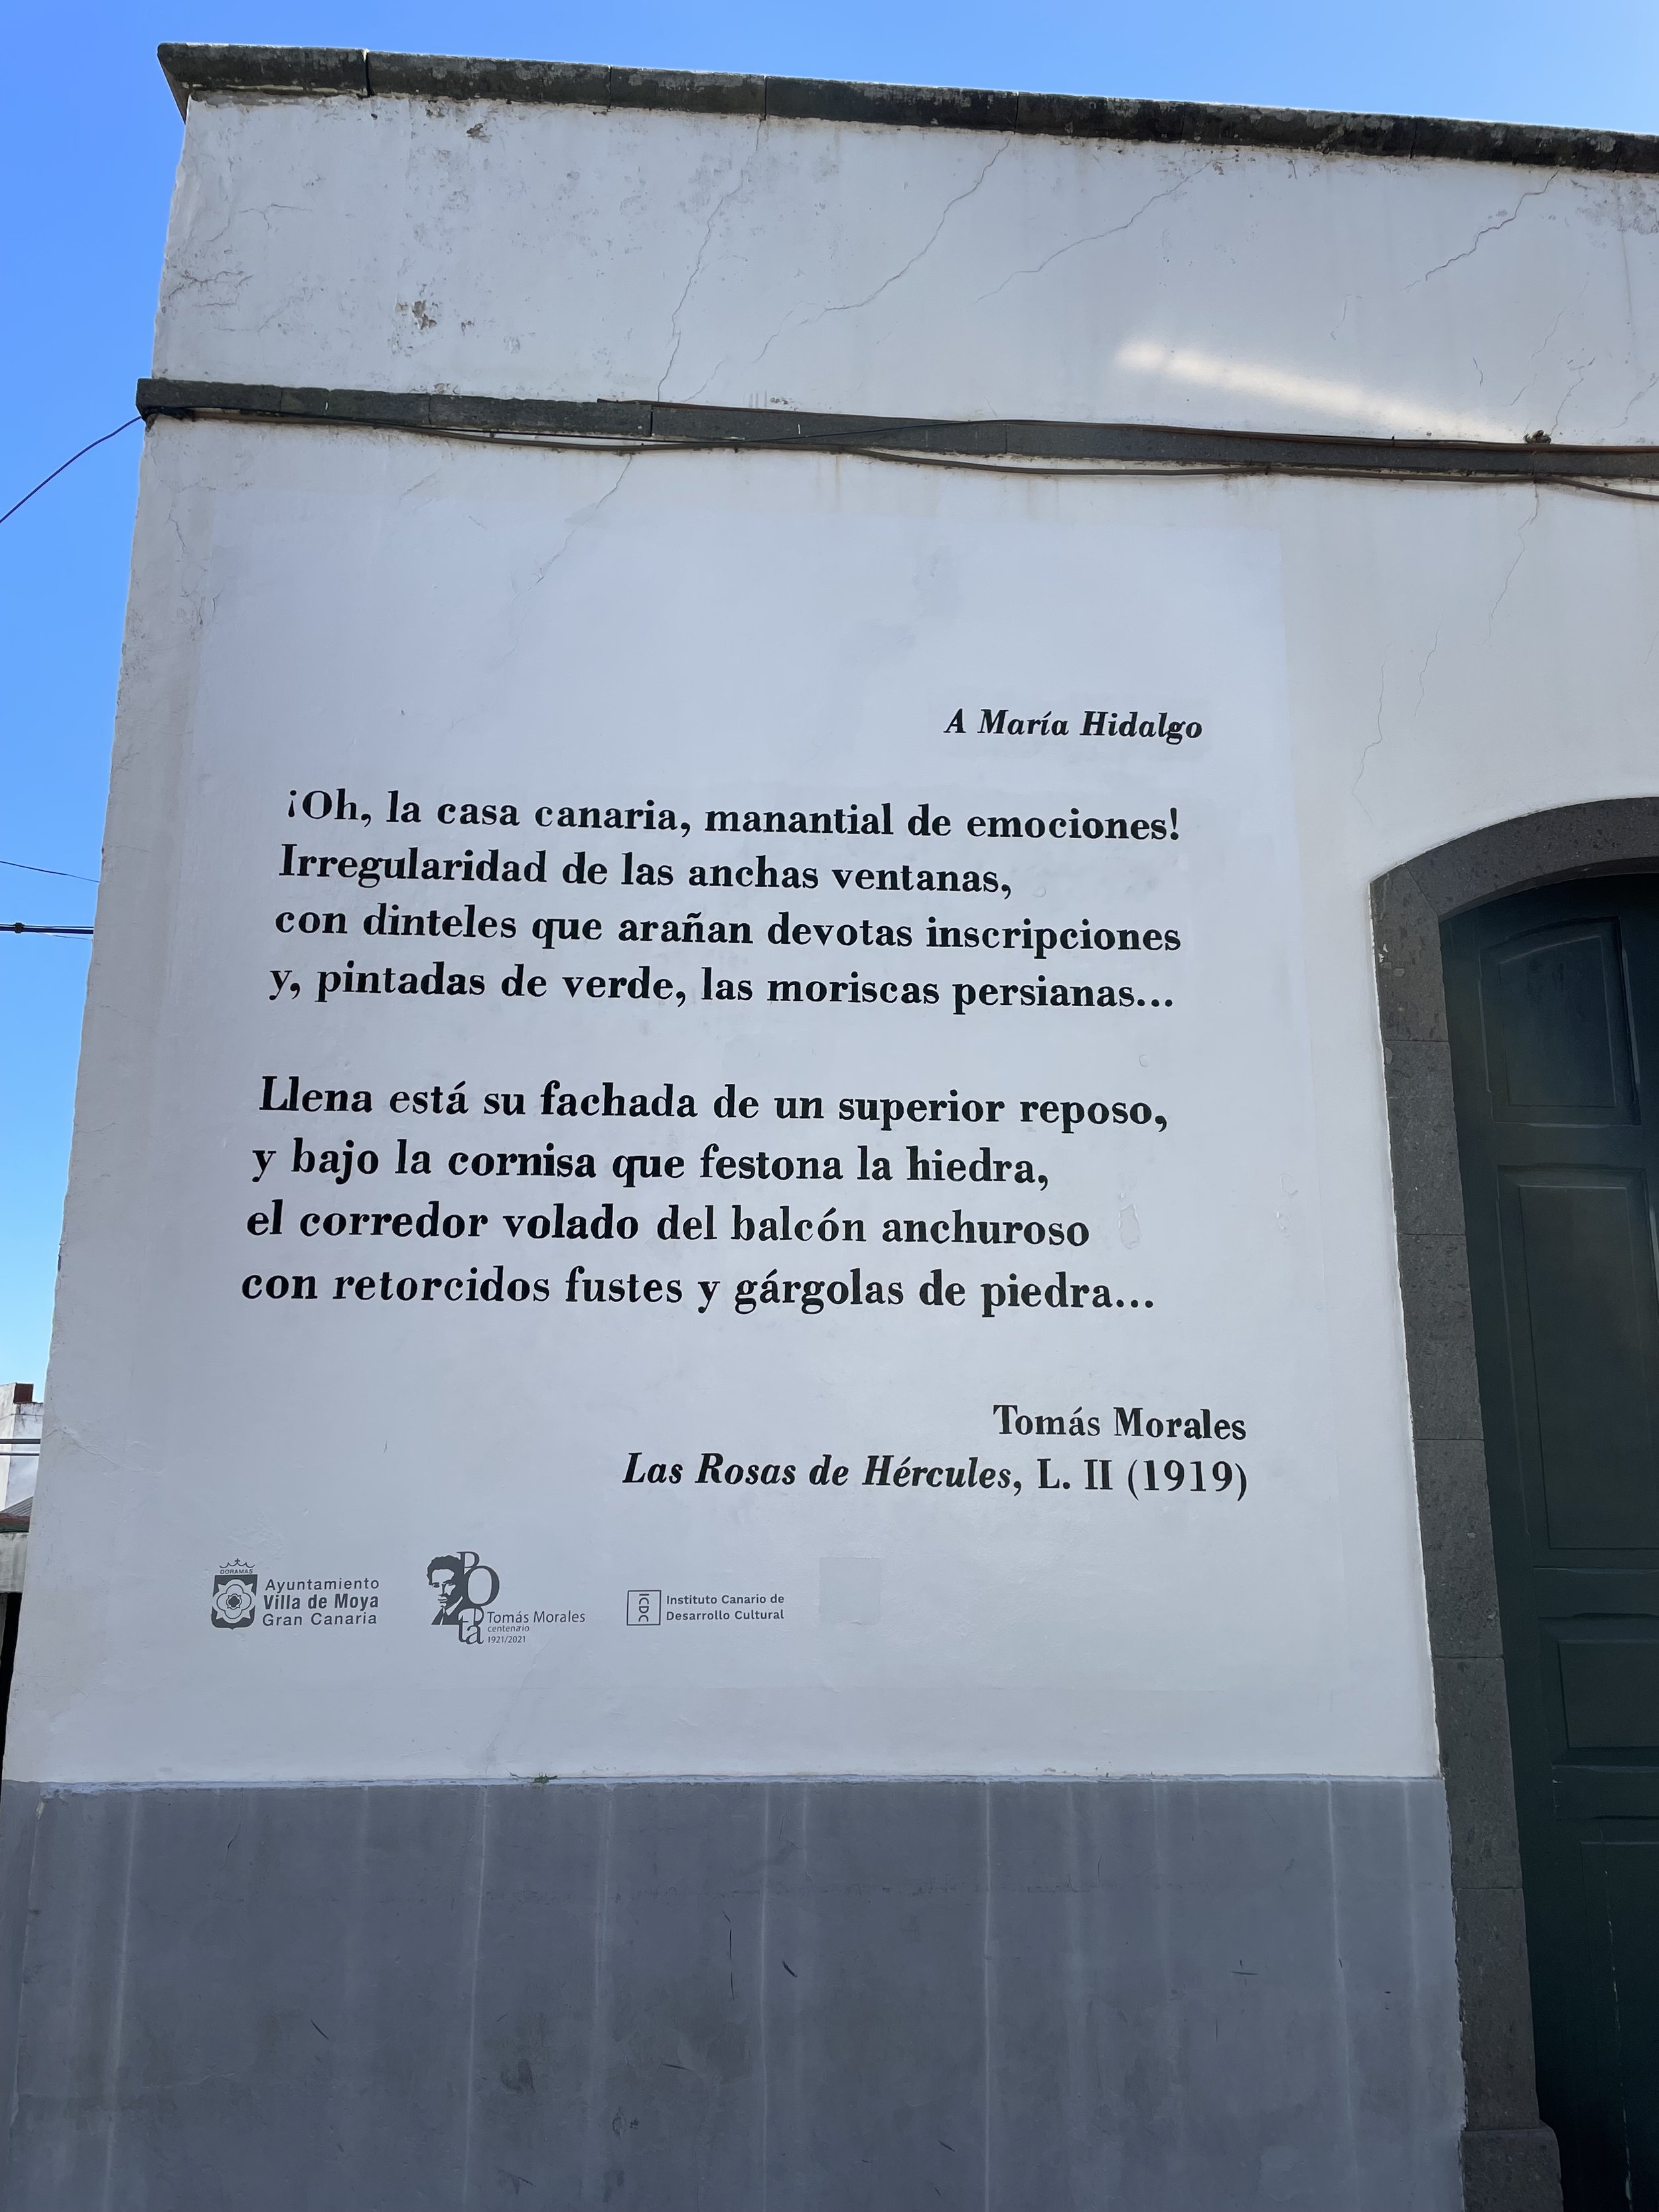 A María Hidalgo
¡Oh, la casa canaria, manantial de emociones!
Irregularidad de las anchas ventanas,
con dinteles que arañan devotas inscripciones
y, pintadas de verde, las moriscas persianas...
Llena está su fachada de un superior reposo,
y bajo la cornisa que festona la hiedra,
el corredor volado del balcón anchuroso
con retorcidos fustes y gárgolas de piedra...
Tomás Morales
Las Rosas de Hércules, L. II (1919)
DORAMAS
Ayuntamiento
Villa de Moya
Gran Canaria
Poeta
Tomás Morales
centenario
1921/2021
ICDC
Instituto Canario de
Desarrollo Cultural